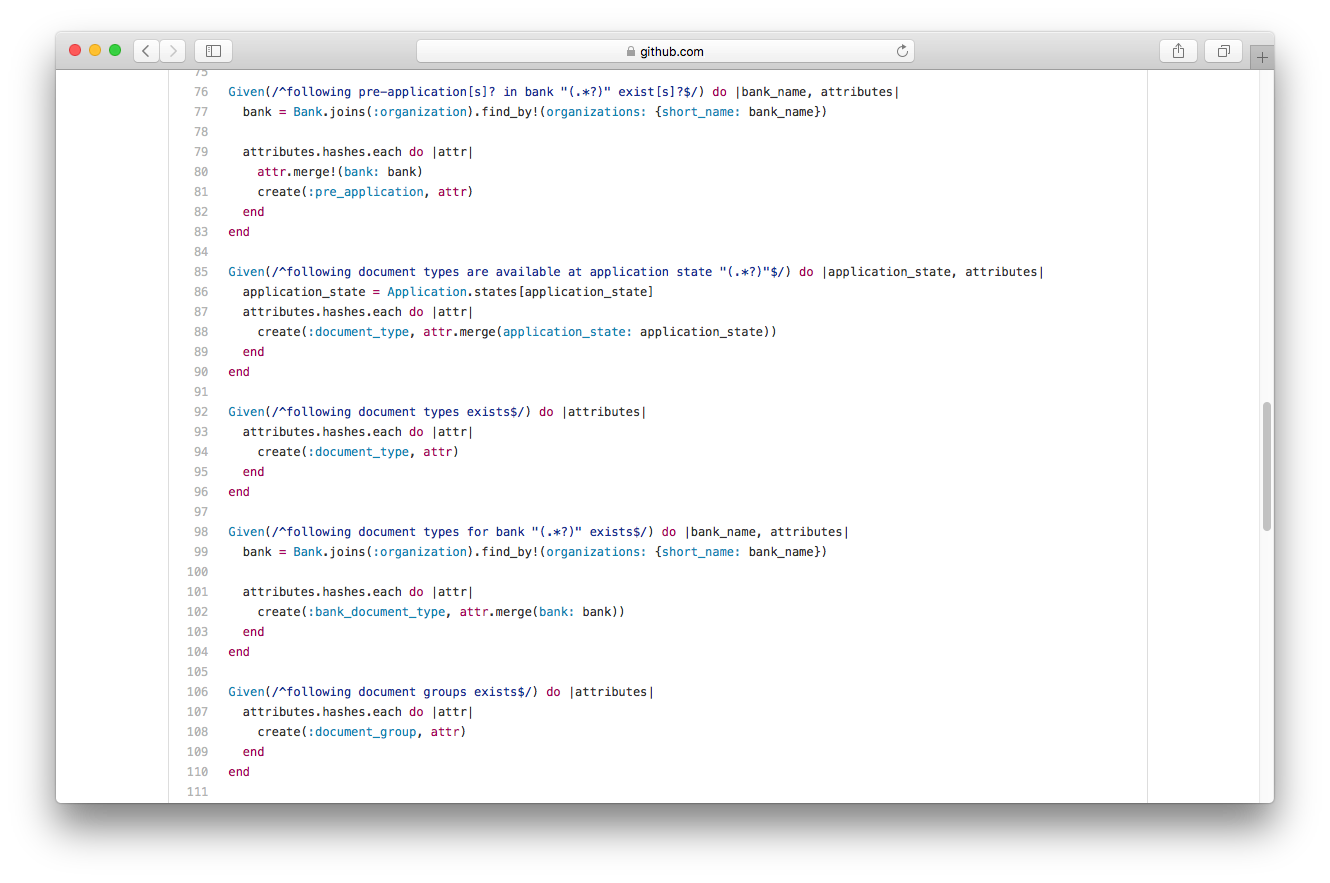 github.com
75
76 Given(/^following pre-application[s]? in bank "(.*?)" exist[s]?$/) do |bank_name, attributes|
77   bank = Bank.joins(:organization).find_by!(organizations: {short_name: bank_name})
78
79   attributes.hashes.each do |attr|
80     attr.merge!(bank: bank)
81     create(:pre_application, attr)
82   end
83 end
84
85 Given(/^following document types are available at application state "(.*?)"$/) do |application_state, attributes|
86   application_state = Application.states[application_state]
87   attributes.hashes.each do |attr|
88     create(:document_type, attr.merge(application_state: application_state))
89   end
90 end
91
92 Given(/^following document types exists$/) do |attributes|
93   attributes.hashes.each do |attr|
94     create(:document_type, attr)
95   end
96 end
97
98 Given(/^following document types for bank "(.*?)" exists$/) do |bank_name, attributes|
99   bank = Bank.joins(:organization).find_by!(organizations: {short_name: bank_name})
100
101   attributes.hashes.each do |attr|
102     create(:bank_document_type, attr.merge(bank: bank))
103   end
104 end
105
106 Given(/^following document groups exists$/) do |attributes|
107   attributes.hashes.each do |attr|
108     create(:document_group, attr)
109   end
110 end
111